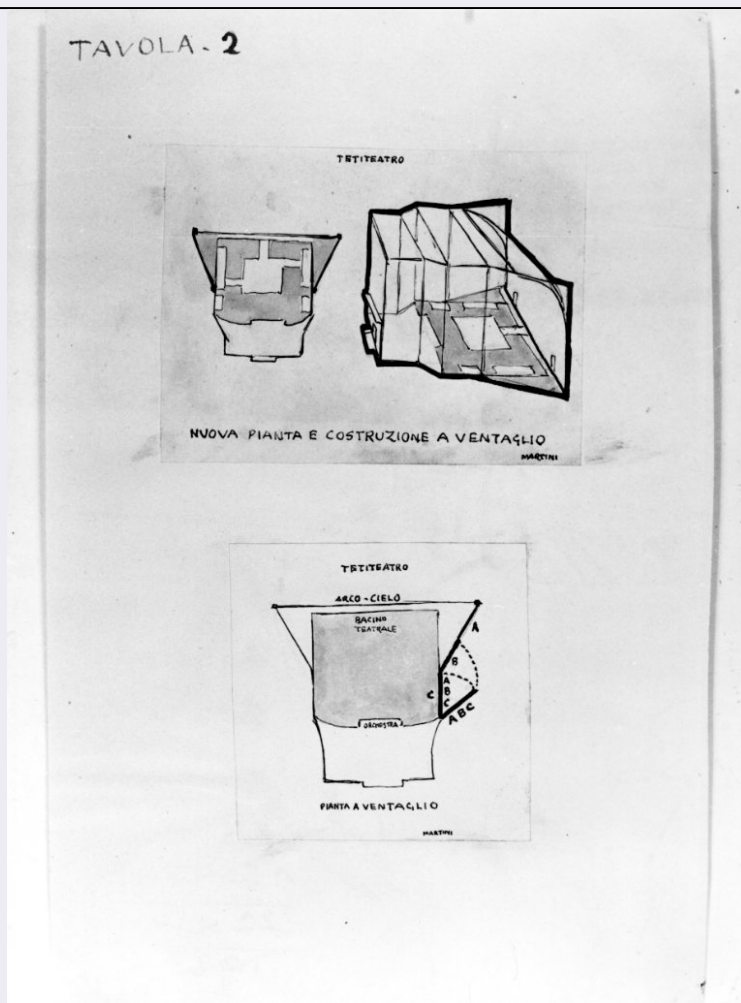 TAVOLA. 2
TETITEATRO
NUOVA PIANTA E COSTRUZIONE A VENTAGLIO
MARTINI
TETITEATRO
ARCO-CIELO
BACINO
TEATRALE
A
B
C
A
B
C
ORCHESTRA
ABC
PIANTA A VENTAGLIO
MARTINI